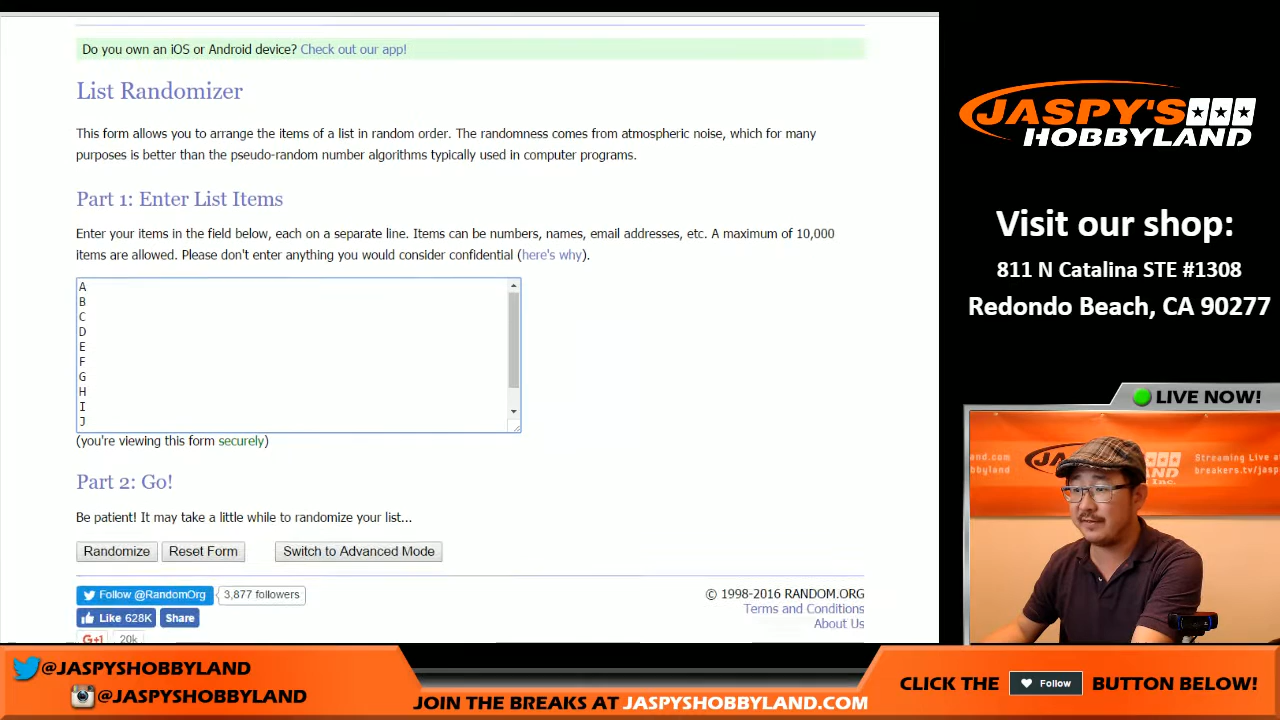 Do you own an iOS or Android device? Check out our app!
List Randomizer
This form allows you to arrange the items of a list in random order. The randomness comes from atmospheric noise, which for many
purposes is better than the pseudo-random number algorithms typically used in computer programs.
Part 1: Enter List Items
Enter your items in the field below, each on a separate line. Items can be numbers, names, email addresses, etc. A maximum of 10,000
items are allowed. Please don't enter anything you would consider confidential (here's why).
A
B
C
D
E
F
G
H
I
J
(you're viewing this form securely)
Part 2: Go!
Be patient! It may take a little while to randomize your list...
Randomize Reset Form Switch to Advanced Mode
Follow @RandomOrg 3,877 followers
Like 628K Share
G+1 20k
© 1998-2016 RANDOM.ORG
Terms and Conditions
About Us
JASPY'S
HOBBYLAND
Visit our shop:
811 N Catalina STE #1308
Redondo Beach, CA 90277
LIVE NOW!
Streaming Live at
breakers.tv/jasp
@JASPYSHOBBYLAND
@JASPYSHOBBYLAND
JOIN THE BREAKS AT JASPYSHOBBYLAND.COM
CLICK THE Follow BUTTON BELOW!